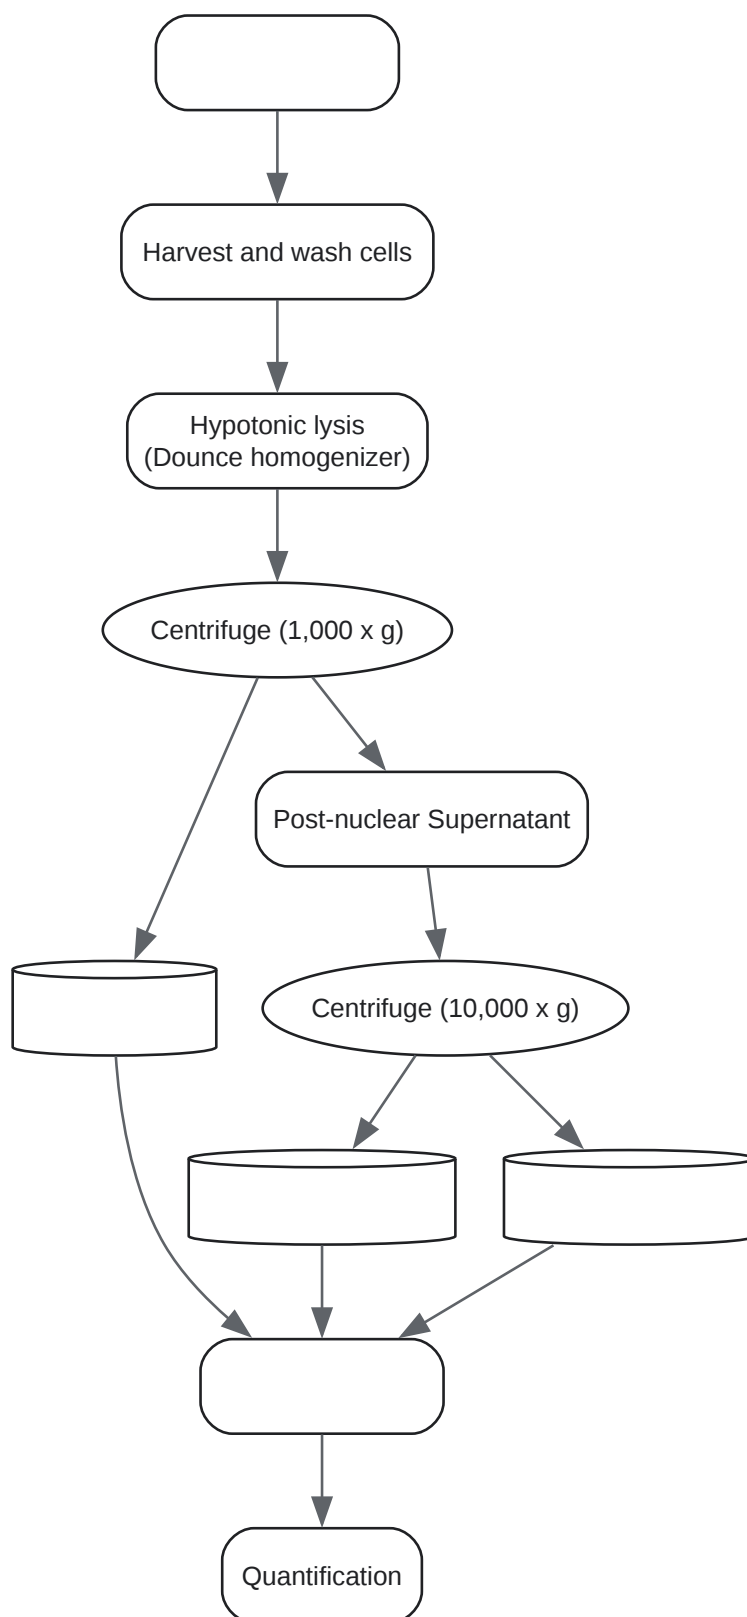 Harvest and wash cells
Hypotonic lysis
(Dounce homogenizer)
Centrifuge (1,000 x g)
Post-nuclear Supernatant
Centrifuge (10,000 x g)
Quantification